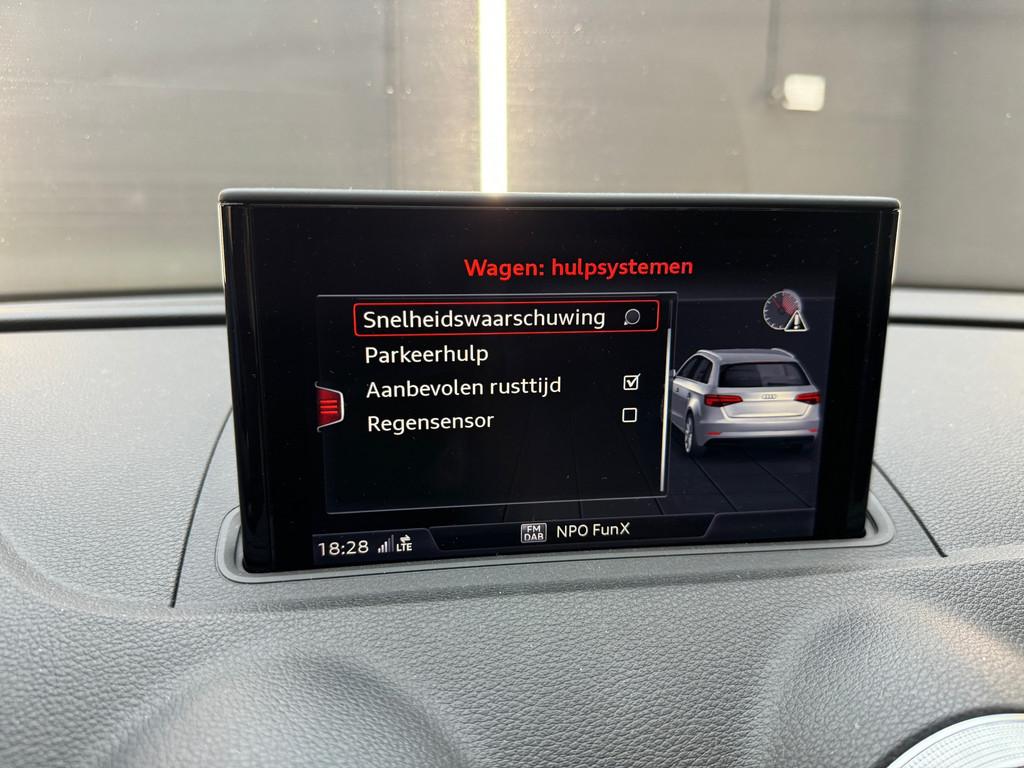 Wagen: hulpsystemen
Snelheidswaarschuwing
Parkeerhulp
Aanbevolen rusttijd
Regensensor
18:28 LTE
FM DAB NPO FunX